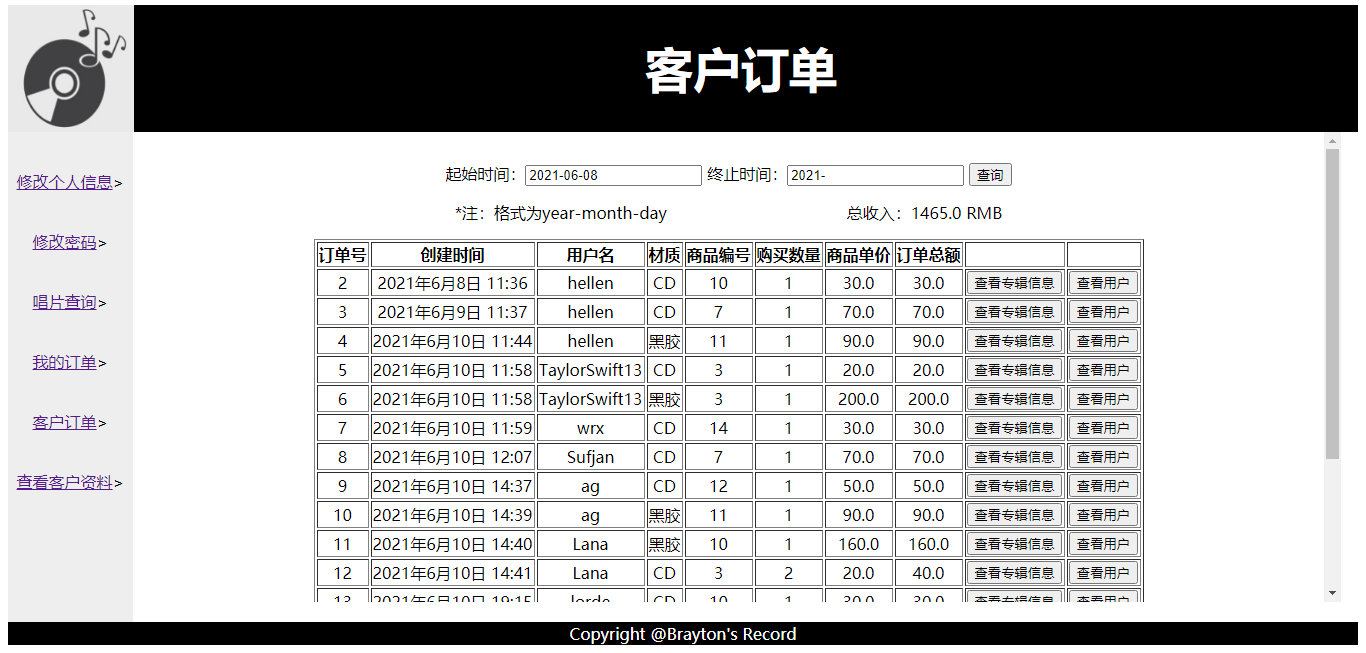 客户订单
修改个人信息>
修改密码>
唱片查询>
我的订单>
客户订单>
查看客户资料>
起始时间：2021-06-08 终止时间：2021- 查询
*注：格式为year-month-day 总收入：1465.0 RMB
订单号 创建时间 用户名 材质 商品编号 购买数量 商品单价 订单总额
2 2021年6月8日 11:36 hellen CD 10 1 30.0 30.0 查看专辑信息 查看用户
3 2021年6月9日 11:37 hellen CD 7 1 70.0 70.0 查看专辑信息 查看用户
4 2021年6月10日 11:44 hellen 黑胶 11 1 90.0 90.0 查看专辑信息 查看用户
5 2021年6月10日 11:58 TaylorSwift13 CD 3 1 20.0 20.0 查看专辑信息 查看用户
6 2021年6月10日 11:58 TaylorSwift13 黑胶 3 1 200.0 200.0 查看专辑信息 查看用户
7 2021年6月10日 11:59 wrx CD 14 1 30.0 30.0 查看专辑信息 查看用户
8 2021年6月10日 12:07 Sufjan CD 7 1 70.0 70.0 查看专辑信息 查看用户
9 2021年6月10日 14:37 ag CD 12 1 50.0 50.0 查看专辑信息 查看用户
10 2021年6月10日 14:39 ag 黑胶 11 1 90.0 90.0 查看专辑信息 查看用户
11 2021年6月10日 14:40 Lana 黑胶 10 1 160.0 160.0 查看专辑信息 查看用户
12 2021年6月10日 14:41 Lana CD 3 2 20.0 40.0 查看专辑信息 查看用户
13 2021年6月10日 19:15 lorde CD 10 1 30.0 30.0 查看专辑信息 查看用户
Copyright @Brayton's Record